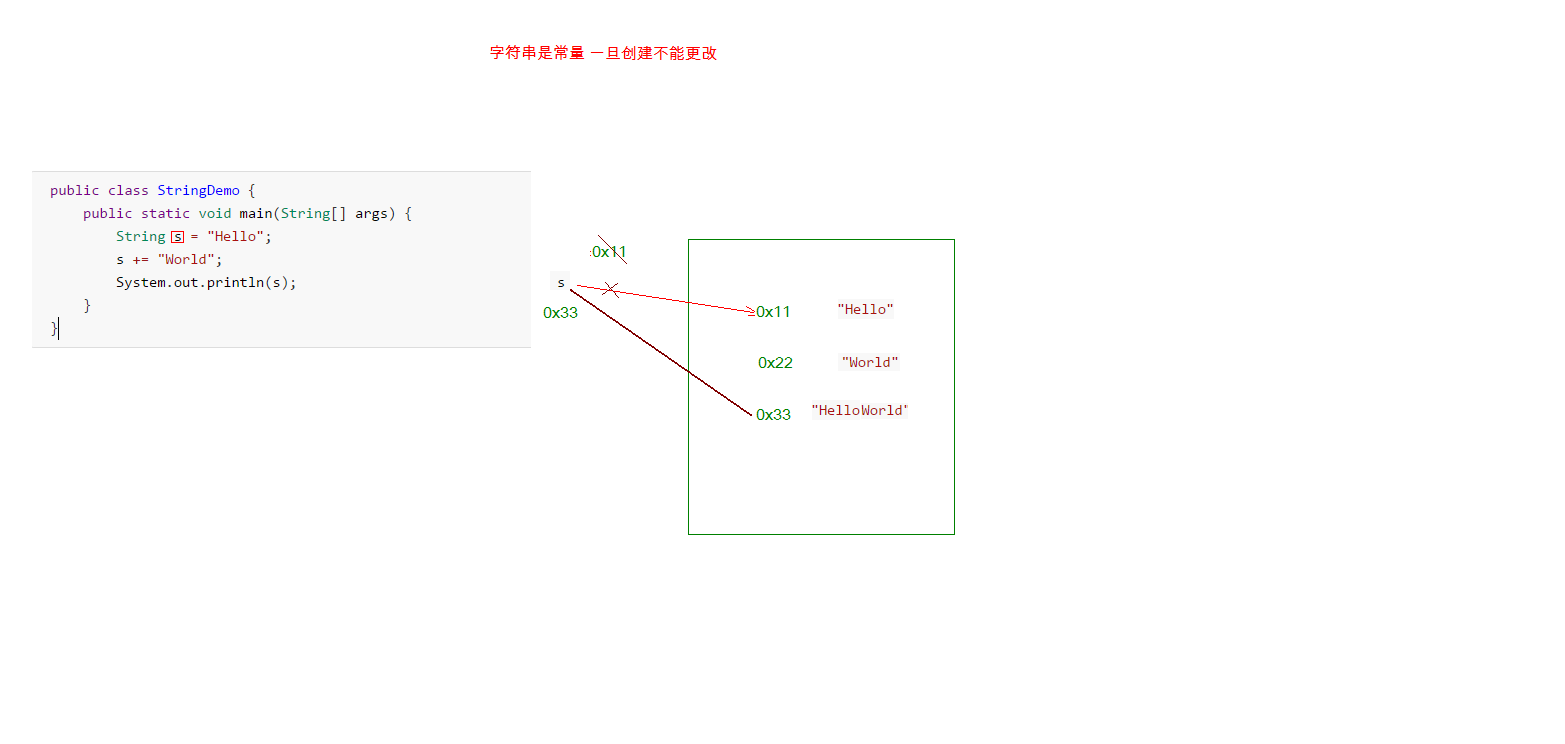 字符串是常量 一旦创建不能更改
public class StringDemo {
    public static void main(String[] args) {
        String s = "Hello";
        s += "World";
        System.out.println(s);
    }
}
0x11
s
0x33
0x11 "Hello"
0x22 "World"
0x33 "HelloWorld"